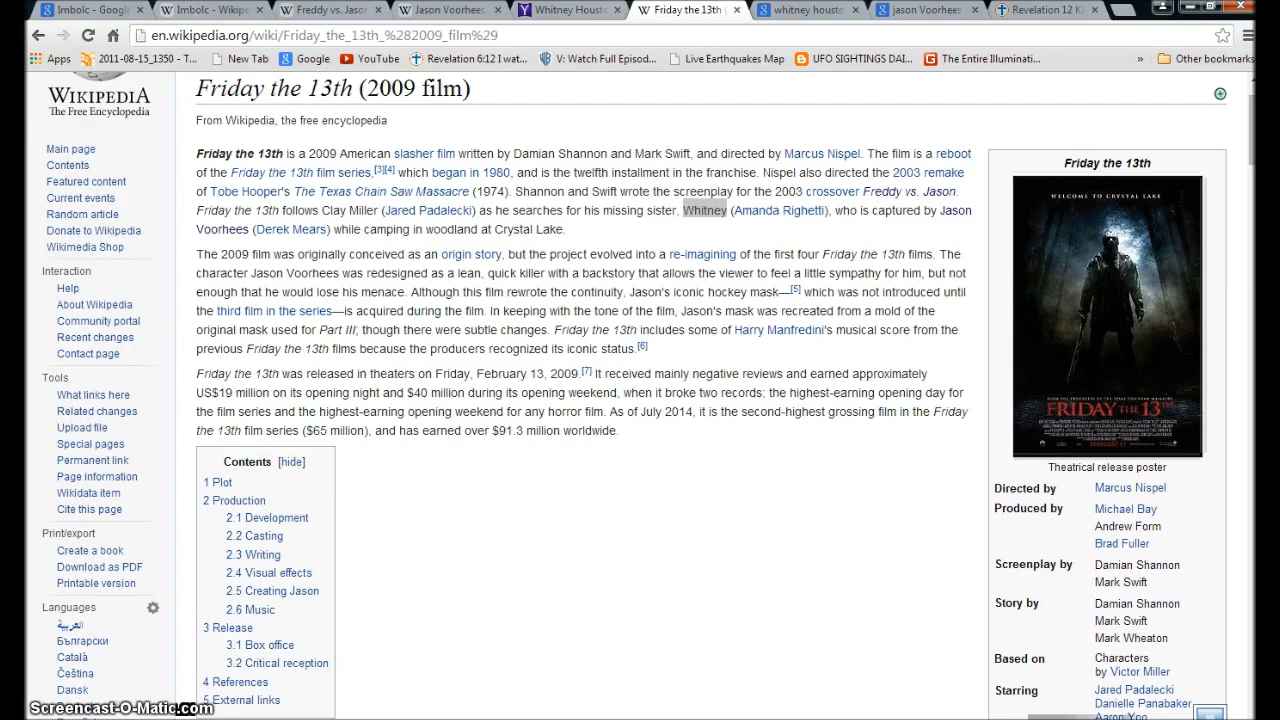 Imbolc - Google
Imbolc - Wikipe
Freddy vs. Jaso
Jason Voorhees
Whitney Houst
Friday the 13th
whitney housto
jason Voorhees
Revelation 12 K
en.wikipedia.org/wiki/Friday_the_13th_%282009_film%29
Apps
2011-08-15_1350 - T...
New Tab
Google
YouTube
Revelation 6:12 I wat...
V: Watch Full Episod...
Live Earthquakes Map
UFO SIGHTINGS DAI...
The Entire Illuminati...
»
Other bookmarks
WIKIPEDIA
The Free Encyclopedia
Main page
Contents
Featured content
Current events
Random article
Donate to Wikipedia
Wikimedia Shop
Interaction
Help
About Wikipedia
Community portal
Recent changes
Contact page
Tools
What links here
Related changes
Upload file
Special pages
Permanent link
Page information
Wikidata item
Cite this page
Print/export
Create a book
Download as PDF
Printable version
Languages
العربية
Български
Català
Čeština
Dansk
Friday the 13th (2009 film)
From Wikipedia, the free encyclopedia
Friday the 13th is a 2009 American slasher film written by Damian Shannon and Mark Swift, and directed by Marcus Nispel. The film is a reboot
of the Friday the 13th film series,[3][4] which began in 1980, and is the twelfth installment in the franchise. Nispel also directed the 2003 remake
of Tobe Hooper's The Texas Chain Saw Massacre (1974). Shannon and Swift wrote the screenplay for the 2003 crossover Freddy vs. Jason.
Friday the 13th follows Clay Miller (Jared Padalecki) as he searches for his missing sister, Whitney (Amanda Righetti), who is captured by Jason
Voorhees (Derek Mears) while camping in woodland at Crystal Lake.
The 2009 film was originally conceived as an origin story, but the project evolved into a re-imagining of the first four Friday the 13th films. The
character Jason Voorhees was redesigned as a lean, quick killer with a backstory that allows the viewer to feel a little sympathy for him, but not
enough that he would lose his menace. Although this film rewrote the continuity, Jason's iconic hockey mask—[5] which was not introduced until
the third film in the series—is acquired during the film. In keeping with the tone of the film, Jason's mask was recreated from a mold of the
original mask used for Part III; though there were subtle changes. Friday the 13th includes some of Harry Manfredini's musical score from the
previous Friday the 13th films because the producers recognized its iconic status.[6]
Friday the 13th was released in theaters on Friday, February 13, 2009.[7] It received mainly negative reviews and earned approximately
US$19 million on its opening night and $40 million during its opening weekend, when it broke two records; the highest-earning opening day for
the film series and the highest-earning opening weekend for any horror film. As of July 2014, it is the second-highest grossing film in the Friday
the 13th film series ($65 million) and has earned over $91.3 million worldwide.
Contents [hide]
1 Plot
2 Production
2.1 Development
2.2 Casting
2.3 Writing
2.4 Visual effects
2.5 Creating Jason
2.6 Music
3 Release
3.1 Box office
3.2 Critical reception
4 References
5 External links
Friday the 13th
WELCOME TO CRYSTAL LAKE
FRIDAY THE 13TH
FEBRUARY 13
Theatrical release poster
Directed by Marcus Nispel
Produced by Michael Bay
Andrew Form
Brad Fuller
Screenplay by Damian Shannon
Mark Swift
Story by Damian Shannon
Mark Swift
Mark Wheaton
Based on Characters
by Victor Miller
Starring Jared Padalecki
Danielle Panabaker
Aaron Yoo
Screencast-O-Matic.com